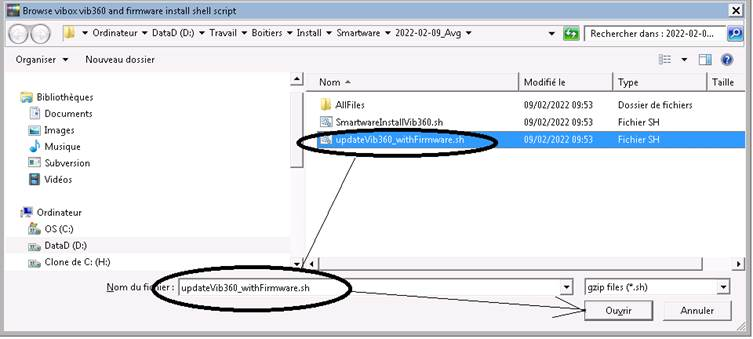 Browse vibox vib360 and firmware install shell script
Ordinateur DataD (D:) Travail Boitiers Install Smartware 2022-02-09_Avg Rechercher dans : 2022-02-0...
Organiser Nouveau dossier
Nom Modifié le Type Taille
Bibliothèques
Documents
Images
Musique
Subversion
Vidéos
Ordinateur
OS (C:)
DataD (D:)
Clone de C: (H:)
AllFiles 09/02/2022 09:53 Dossier de fichiers
SmartwareInstallVib360.sh 09/02/2022 09:53 Fichier SH
updateVib360_withFirmware.sh 09/02/2022 09:53 Fichier SH
Nom du fichier : updateVib360_withFirmware.sh gzip files (*.sh)
Ouvrir Annuler